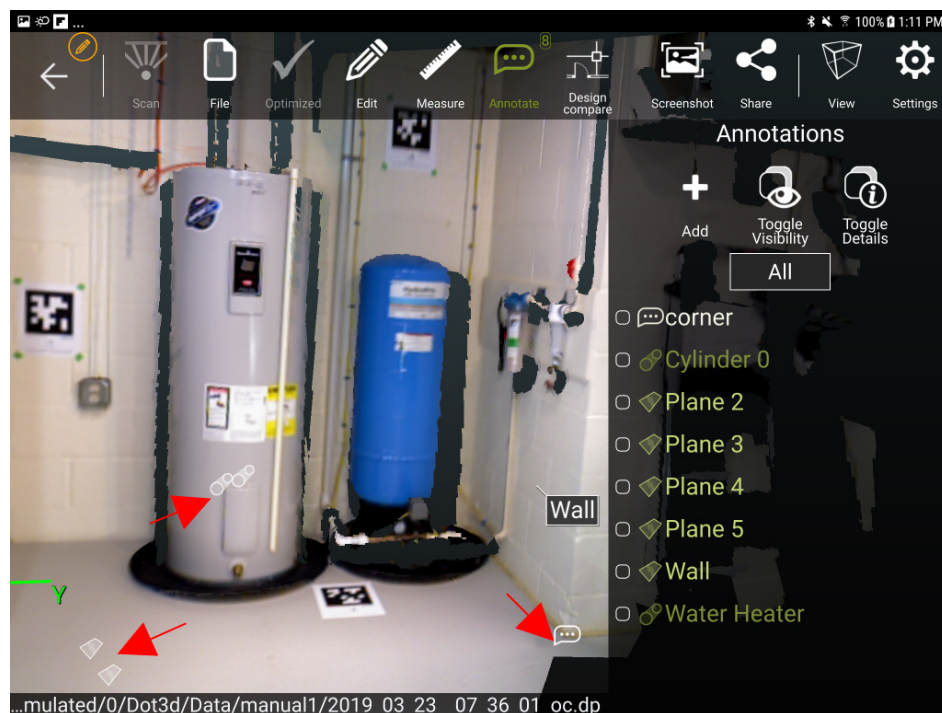 ...
100% 1:11 PM
8
Scan
File
Optimized
Edit
Measure
Annotate
Design
compare
Screenshot
Share
View
Settings
Annotations
Add
Toggle
Visibility
Toggle
Details
All
corner
Cylinder 0
Plane 2
Plane 3
Plane 4
Plane 5
Wall
Water Heater
Wall
Y
…mulated/0/Dot3d/Data/manual1/2019_03_23__07_36_01_oc.dp